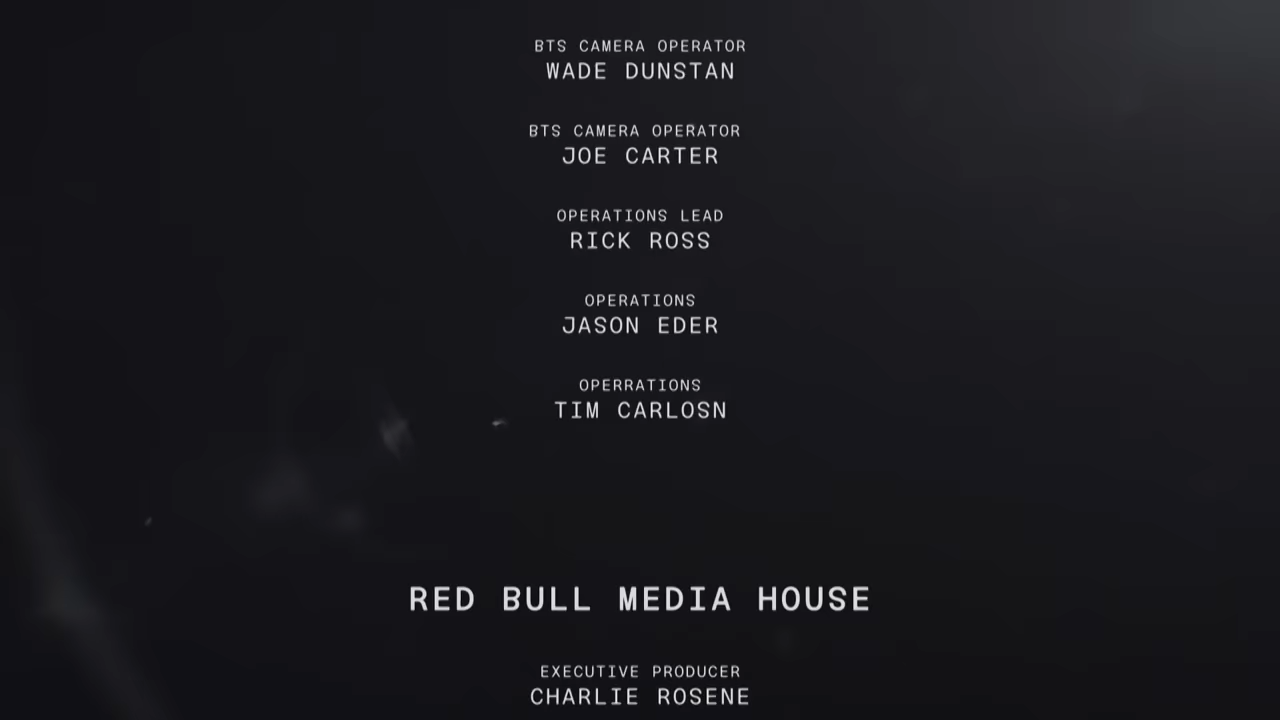 BTS CAMERA OPERATOR
WADE DUNSTAN
BTS CAMERA OPERATOR
JOE CARTER
OPERATIONS LEAD
RICK ROSS
OPERATIONS
JASON EDER
OPERRATIONS
TIM CARLOSN
RED BULL MEDIA HOUSE
EXECUTIVE PRODUCER
CHARLIE ROSENE